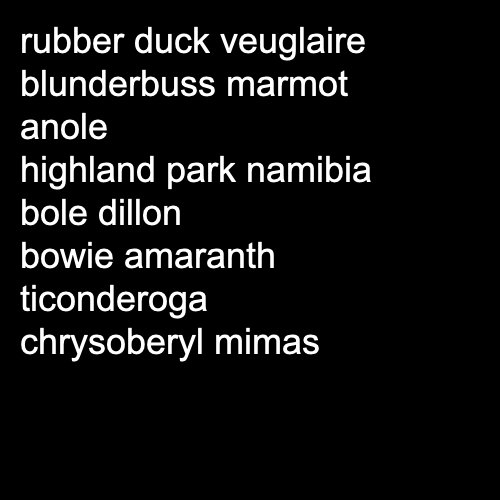 rubber duck veuglaire
blunderbuss marmot
anole
highland park namibia
bole dillon
bowie amaranth
ticonderoga
chrysoberyl mimas